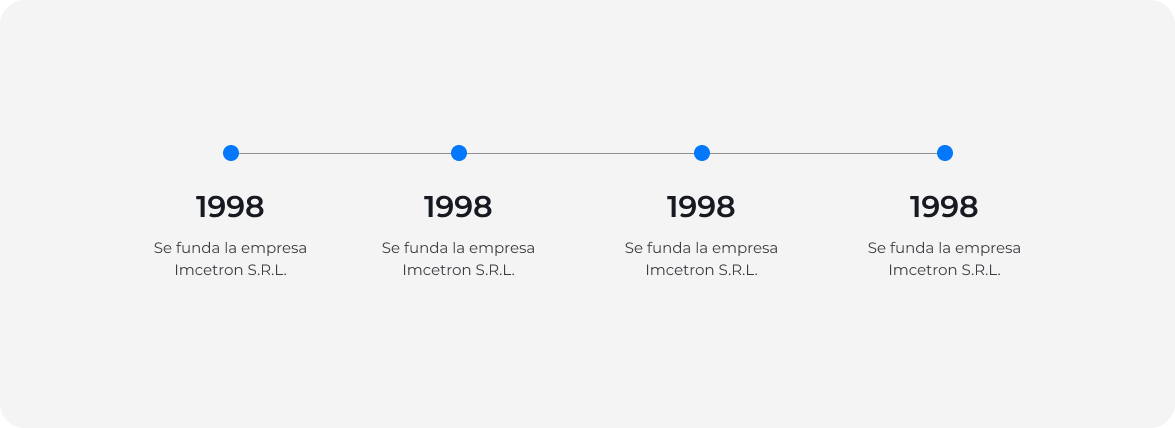 1998
Se funda la empresa
Imcetron S.R.L.
1998
Se funda la empresa
Imcetron S.R.L.
1998
Se funda la empresa
Imcetron S.R.L.
1998
Se funda la empresa
Imcetron S.R.L.